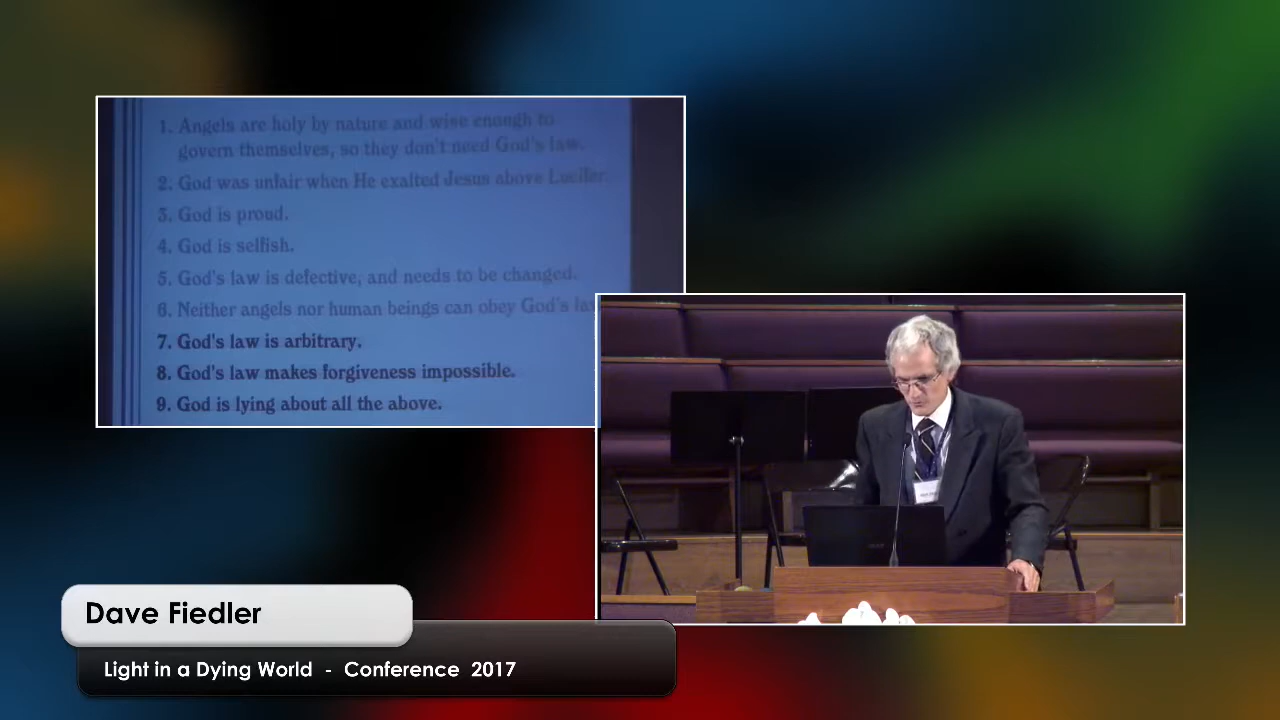 1. Angels are holy by nature and wise enough to
govern themselves, so they don't need God's law.
2. God was unfair when He exalted Jesus above Lucifer.
3. God is proud.
4. God is selfish.
5. God's law is defective, and needs to be changed.
6. Neither angels nor human beings can obey God's
7. God's law is arbitrary.
8. God's law makes forgiveness impossible.
9. God is lying about all the above.
Dave Fiedler
Light in a Dying World - Conference 2017